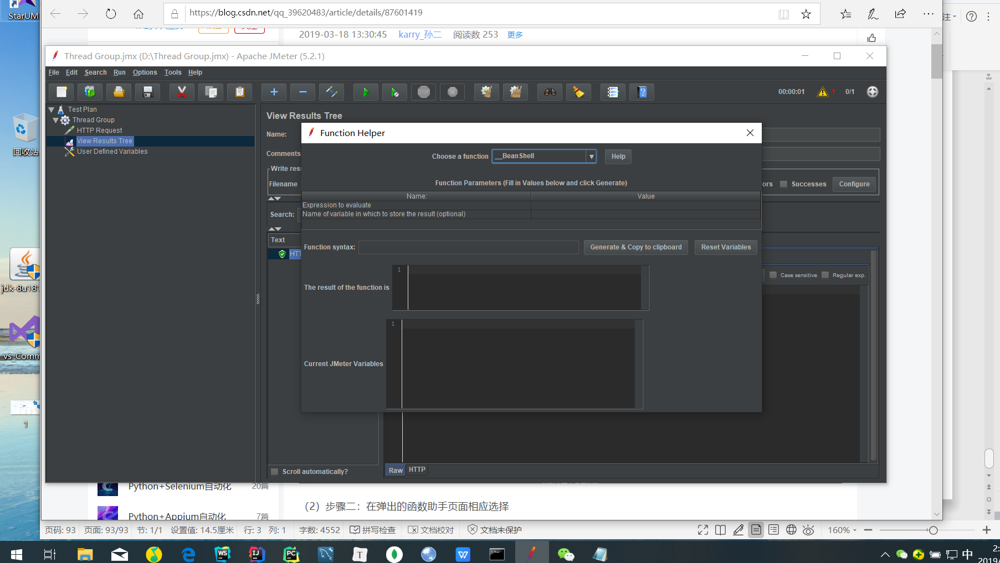 StarUM
https://blog.csdn.net/qq_39620483/article/details/87601419
注
2019-03-18 13:30:45 karry_孙二 阅读数 253 更多
Thread Group.jmx (D:\Thread Group.jmx) - Apache JMeter (5.2.1)
File Edit Search Run Options Tools Help
STOP
00:00:01 1 0/1
Test Plan
Thread Group
HTTP Request
View Results Tree
User Defined Variables
View Results Tree
Name:
Comments
Write resu
Filename
ors Successes Configure
Search:
Text
HTT
Case sensitive Regular exp.
Function Helper
Choose a function __BeanShell Help
Function Parameters (Fill in Values below and click Generate)
Name: Value
Expression to evaluate
Name of variable in which to store the result (optional)
Function syntax: Generate & Copy to clipboard Reset Variables
1
The result of the function is
1
Current JMeter Variables
Scroll automatically?
Raw HTTP
回收站
jdk-8u181
vs_Comm
1
Python+Selenium自动化 20篇
Python+Appium自动化 7篇
（2）步骤二：在弹出的函数助手页面相应选择
页码: 93 页面: 93/93 节: 1/1 设置值: 14.5厘米 行: 3 列: 1 字数: 4552 拼写检查 文档校对 文档未保护 160%
WS IJ PC T W 中
2:
2019/